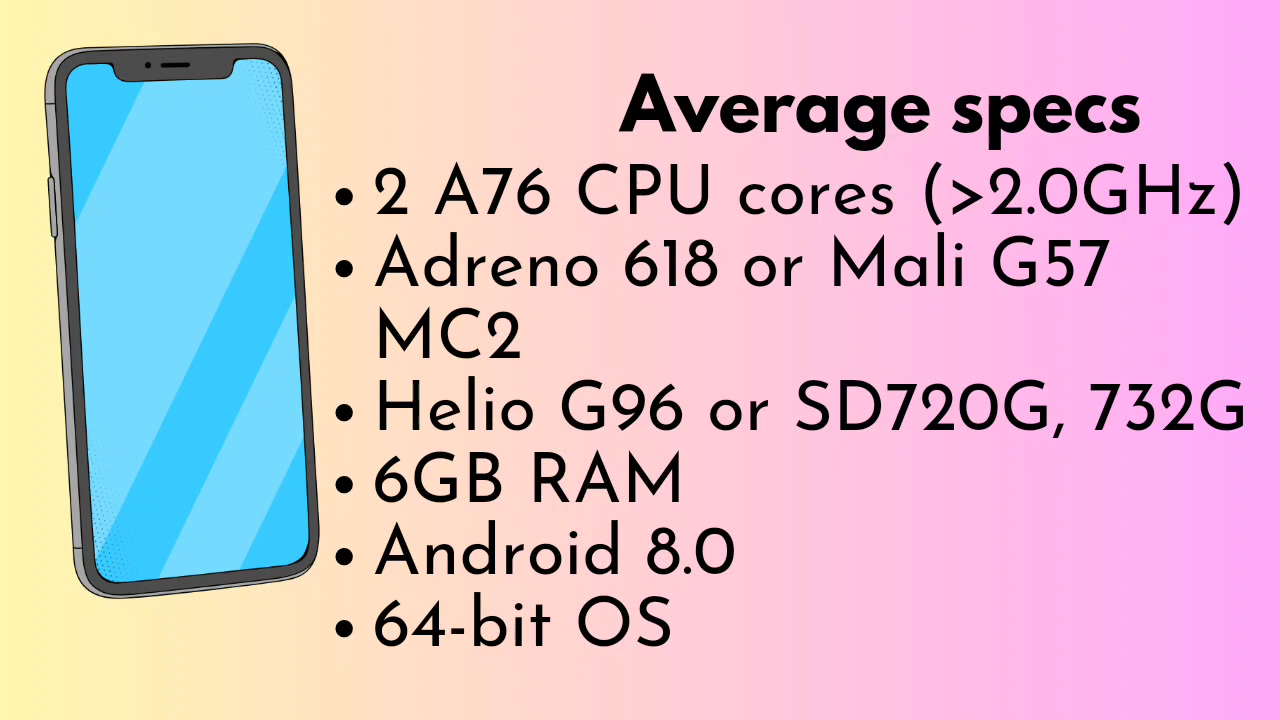 Average specs
• 2 A76 CPU cores (>2.0GHz)
• Adreno 618 or Mali G57
MC2
• Helio G96 or SD720G, 732G
• 6GB RAM
• Android 8.0
• 64-bit OS